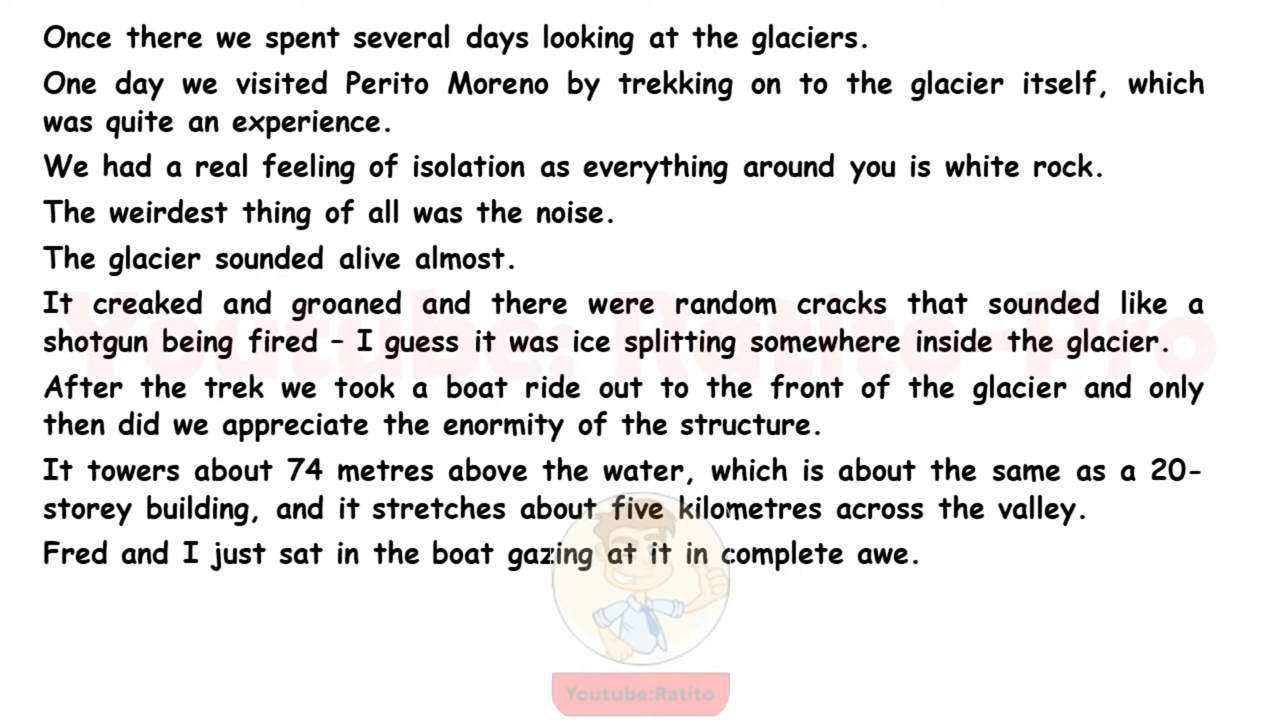 Once there we spent several days looking at the glaciers.
One day we visited Perito Moreno by trekking on to the glacier itself, which
was quite an experience.
We had a real feeling of isolation as everything around you is white rock.
The weirdest thing of all was the noise.
The glacier sounded alive almost.
It creaked and groaned and there were random cracks that sounded like a
shotgun being fired – I guess it was ice splitting somewhere inside the glacier.
Youtube: Ratito-Pro
After the trek we took a boat ride out to the front of the glacier and only
then did we appreciate the enormity of the structure.
It towers about 74 metres above the water, which is about the same as a 20-
storey building, and it stretches about five kilometres across the valley.
Fred and I just sat in the boat gazing at it in complete awe.
Youtube:Ratito